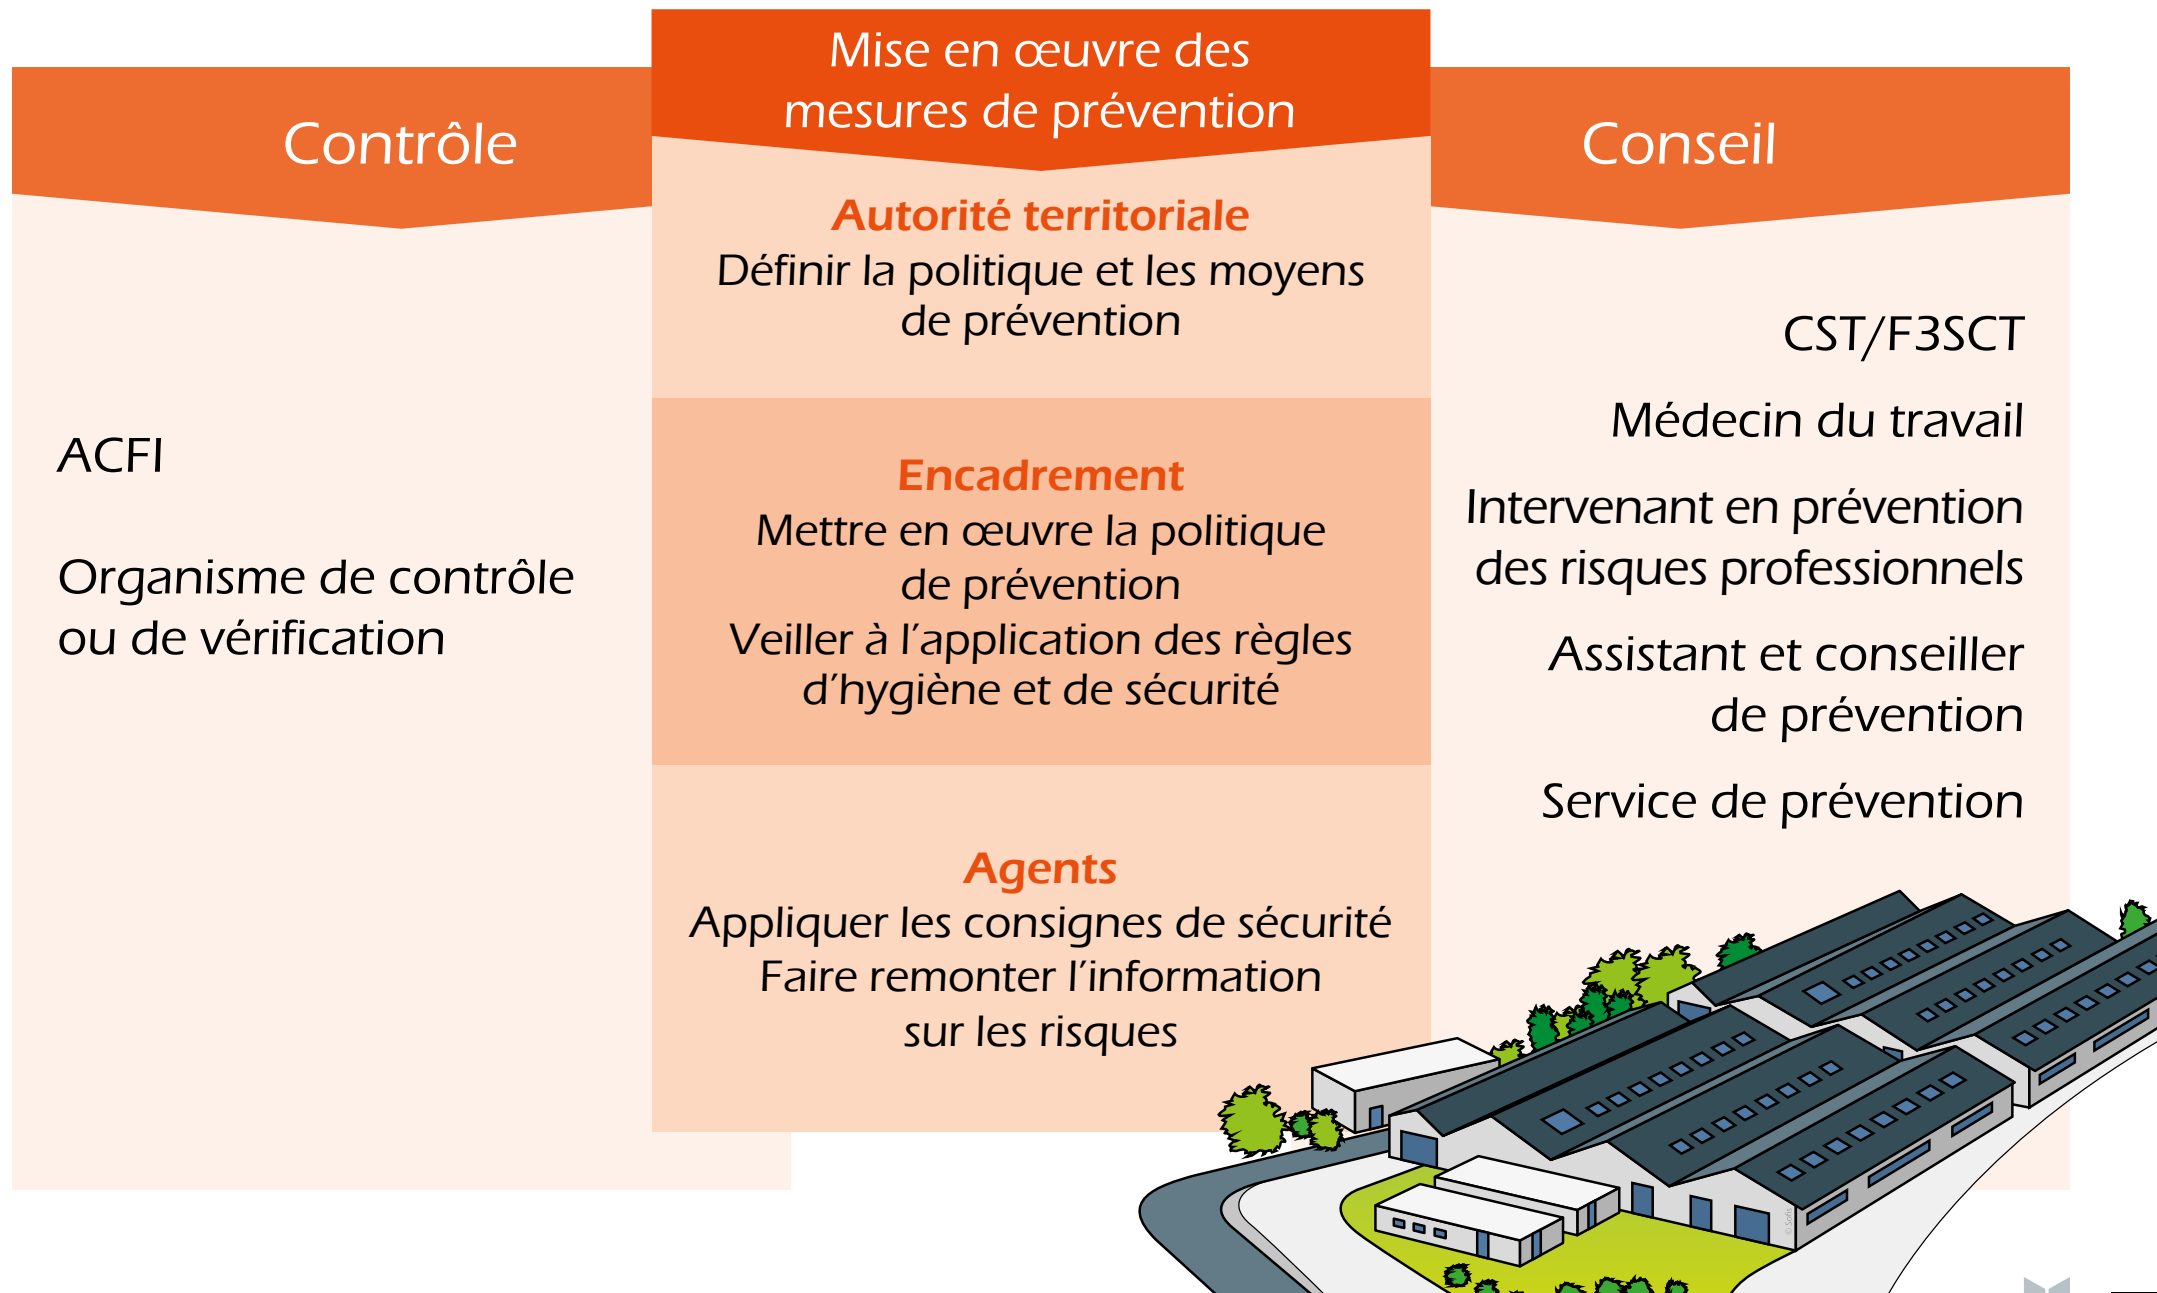 Contrôle
ACFI
Organisme de contrôle
ou de vérification
Mise en œuvre des
mesures de prévention
Autorité territoriale
Définir la politique et les moyens
de prévention
Encadrement
Mettre en œuvre la politique
de prévention
Veiller à l’application des règles
d’hygiène et de sécurité
Agents
Appliquer les consignes de sécurité
Faire remonter l’information
sur les risques
Conseil
CST/F3SCT
Médecin du travail
Intervenant en prévention
des risques professionnels
Assistant et conseiller
de prévention
Service de prévention
© Sofis